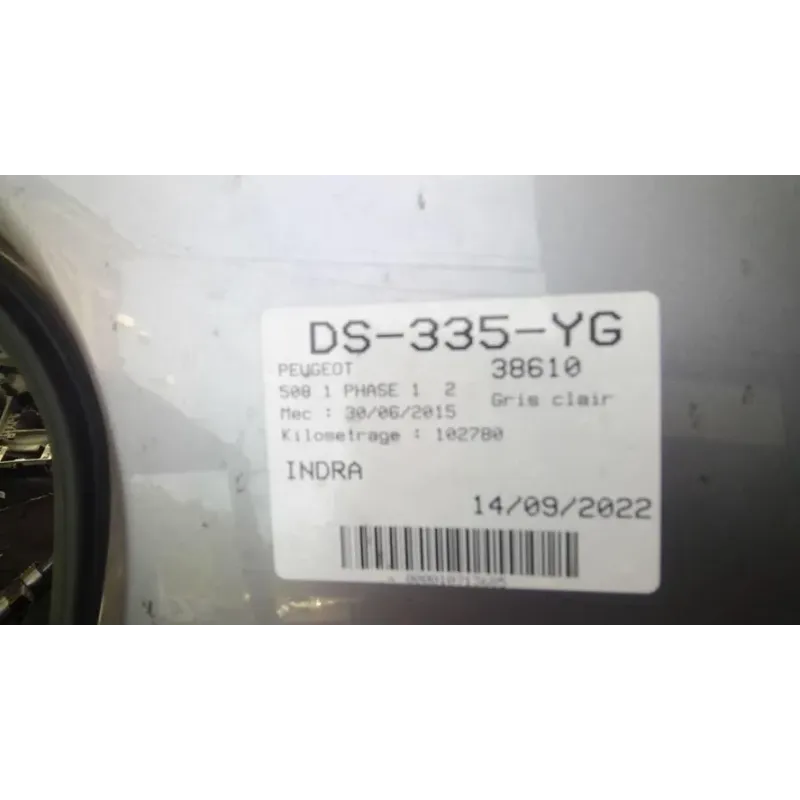 DS-335-YG
PEUGEOT 38610
508 1 PHASE 1 2 Gris clair
Mec : 30/06/2015
Kilometrage : 102780
INDRA
14/09/2022